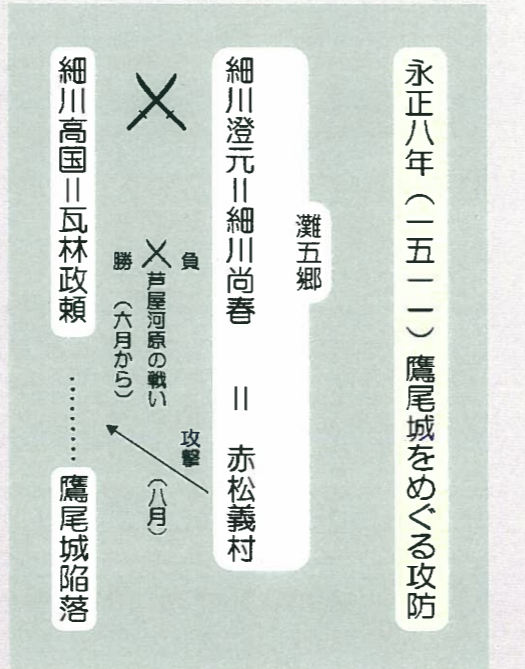 永正八年(一五一一)鷹尾城をめぐる攻防
灘五郷
細川澄元=細川尚春 = 赤松義村
負
攻撃
芦屋河原の戦い (八月)
勝 (六月から)
細川高国=瓦林政頼………鷹尾城陥落